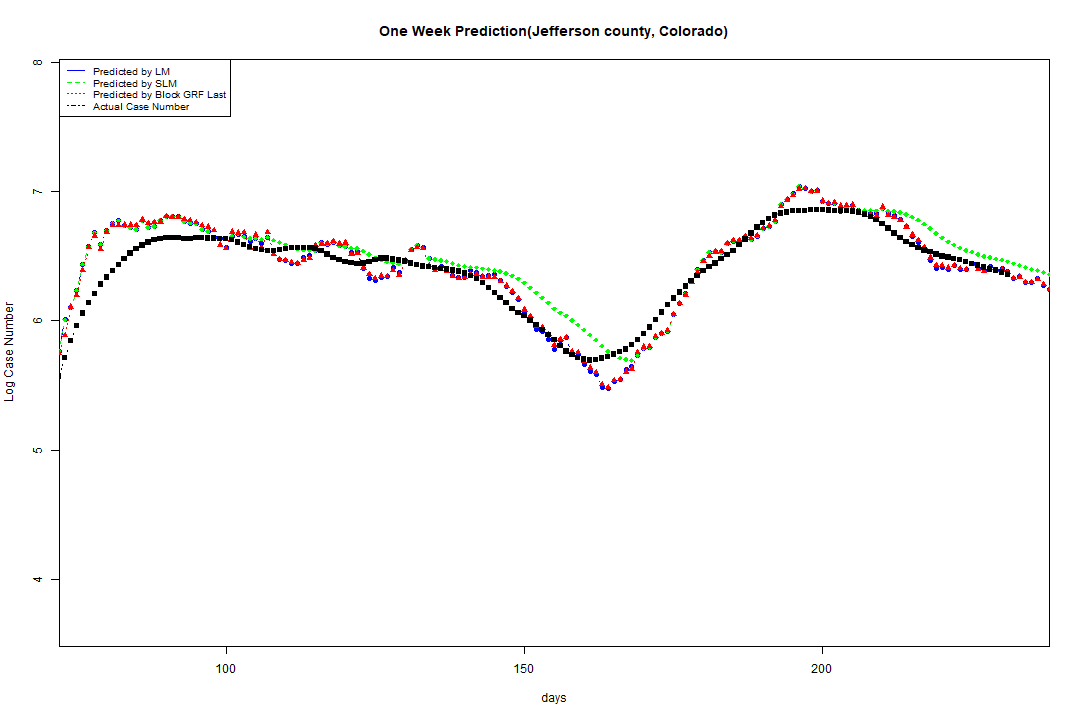 One Week Prediction(Jefferson county, Colorado)
Predicted by LM
Predicted by SLM
Predicted by Block GRF Last
Actual Case Number
8
7
6
5
4
Log Case Number
100 150 200
days